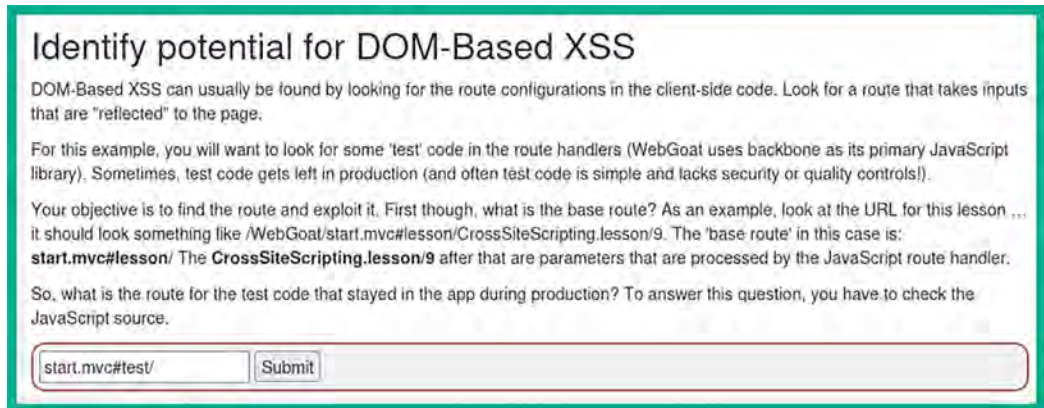 Identify potential for DOM-Based XSS
DOM-Based XSS can usually be found by looking for the route configurations in the client-side code. Look for a route that takes inputs
that are "reflected" to the page.
For this example, you will want to look for some 'test' code in the route handlers (WebGoat uses backbone as its primary JavaScript
library). Sometimes, test code gets left in production (and often test code is simple and lacks security or quality controls!).
Your objective is to find the route and exploit it. First though, what is the base route? As an example, look at the URL for this lesson …
it should look something like /WebGoat/start.mvc#lesson/CrossSiteScripting.lesson/9. The 'base route' in this case is:
start.mvc#lesson/ The CrossSiteScripting.lesson/9 after that are parameters that are processed by the JavaScript route handler.
So, what is the route for the test code that stayed in the app during production? To answer this question, you have to check the
JavaScript source.
start.mvc#test/ Submit